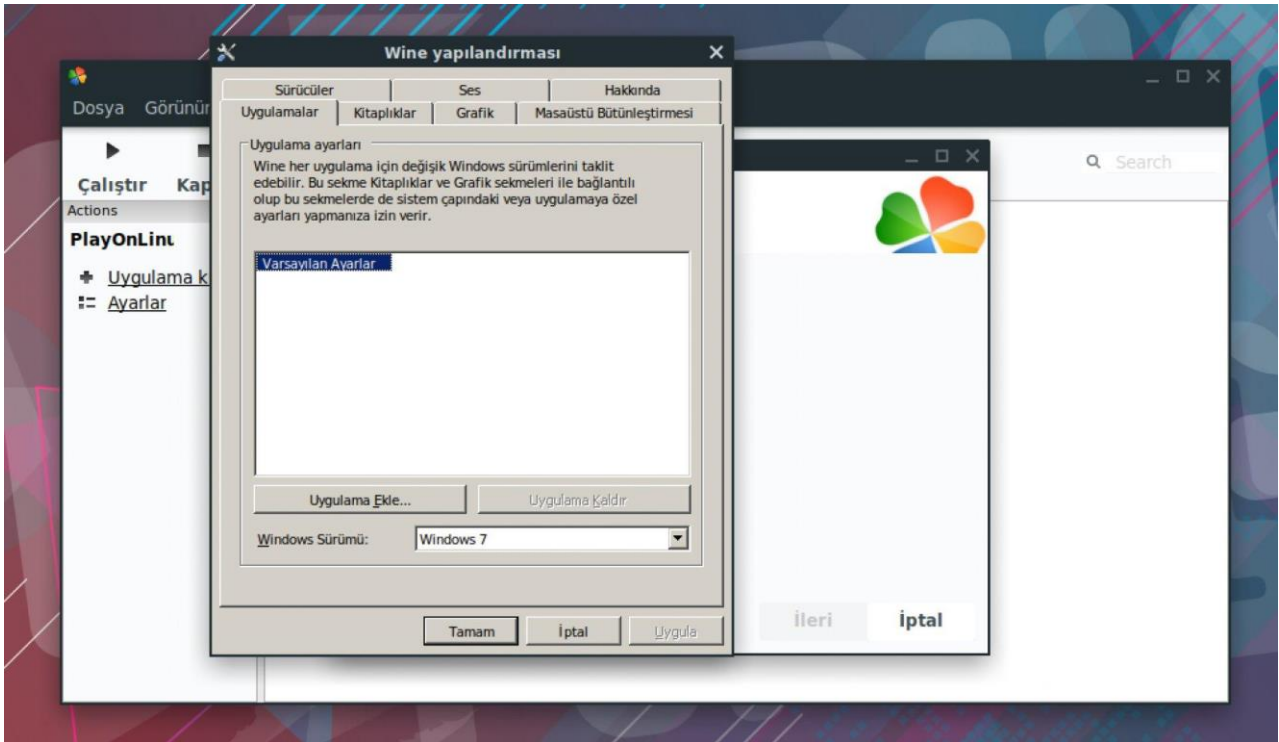 Wine yapılandırması
Sürücüler Ses Hakkında
Uygulamalar Kitaplıklar Grafik Masaüstü Bütünleştirmesi
Uygulama ayarları
Wine her uygulama için değişik Windows sürümlerini taklit
edebilir. Bu sekme Kitaplıklar ve Grafik sekmeleri ile bağlantılı
olup bu sekmelerde de sistem çapındaki veya uygulamaya özel
ayarları yapmanıza izin verir.
Varsayılan Ayarlar
Uygulama Ekle... Uygulama Kaldır
Windows Sürümü: Windows 7
Tamam İptal Uygula
Dosya Görünür
Çalıştır Kap
Search
Actions
PlayOnLinu
Uygulama k
Ayarlar
İleri İptal